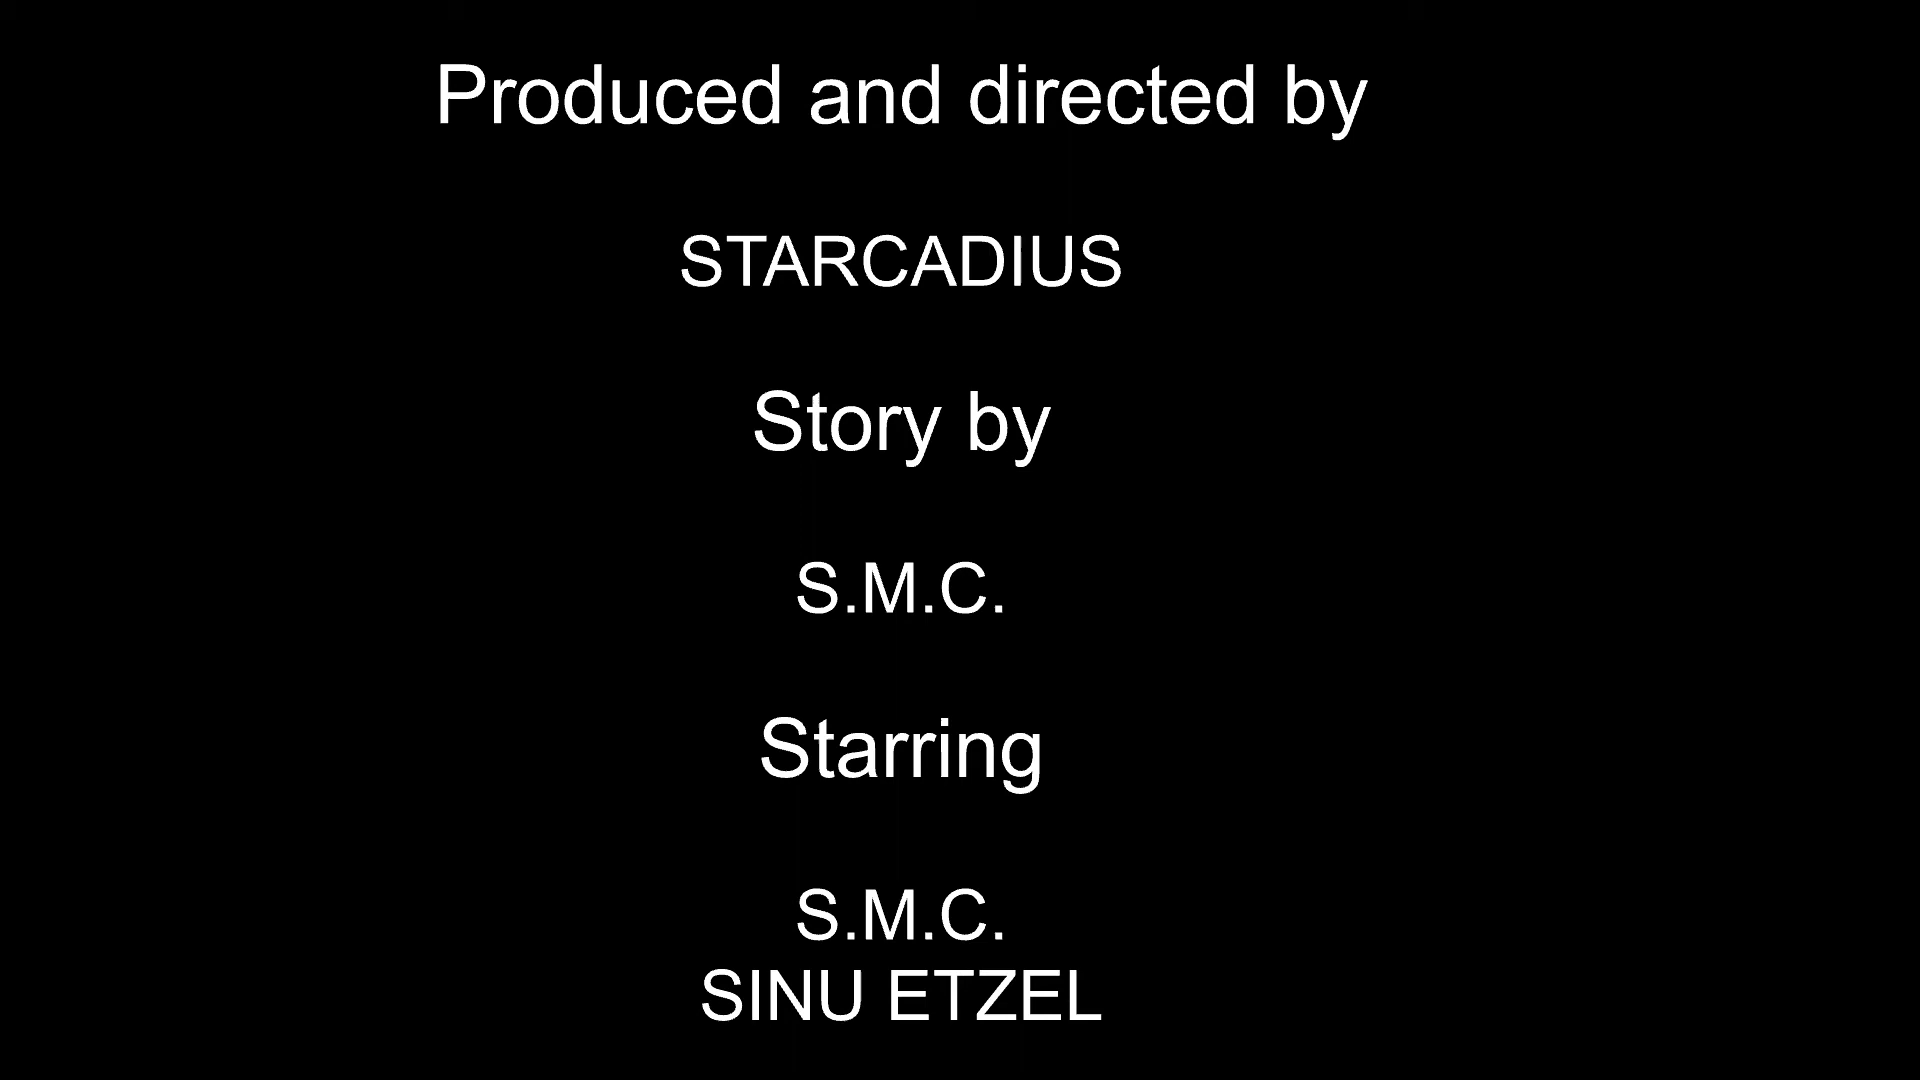 Produced and directed by
STARCADIUS
Story by
S.M.C.
Starring
S.M.C.
SINU ETZEL